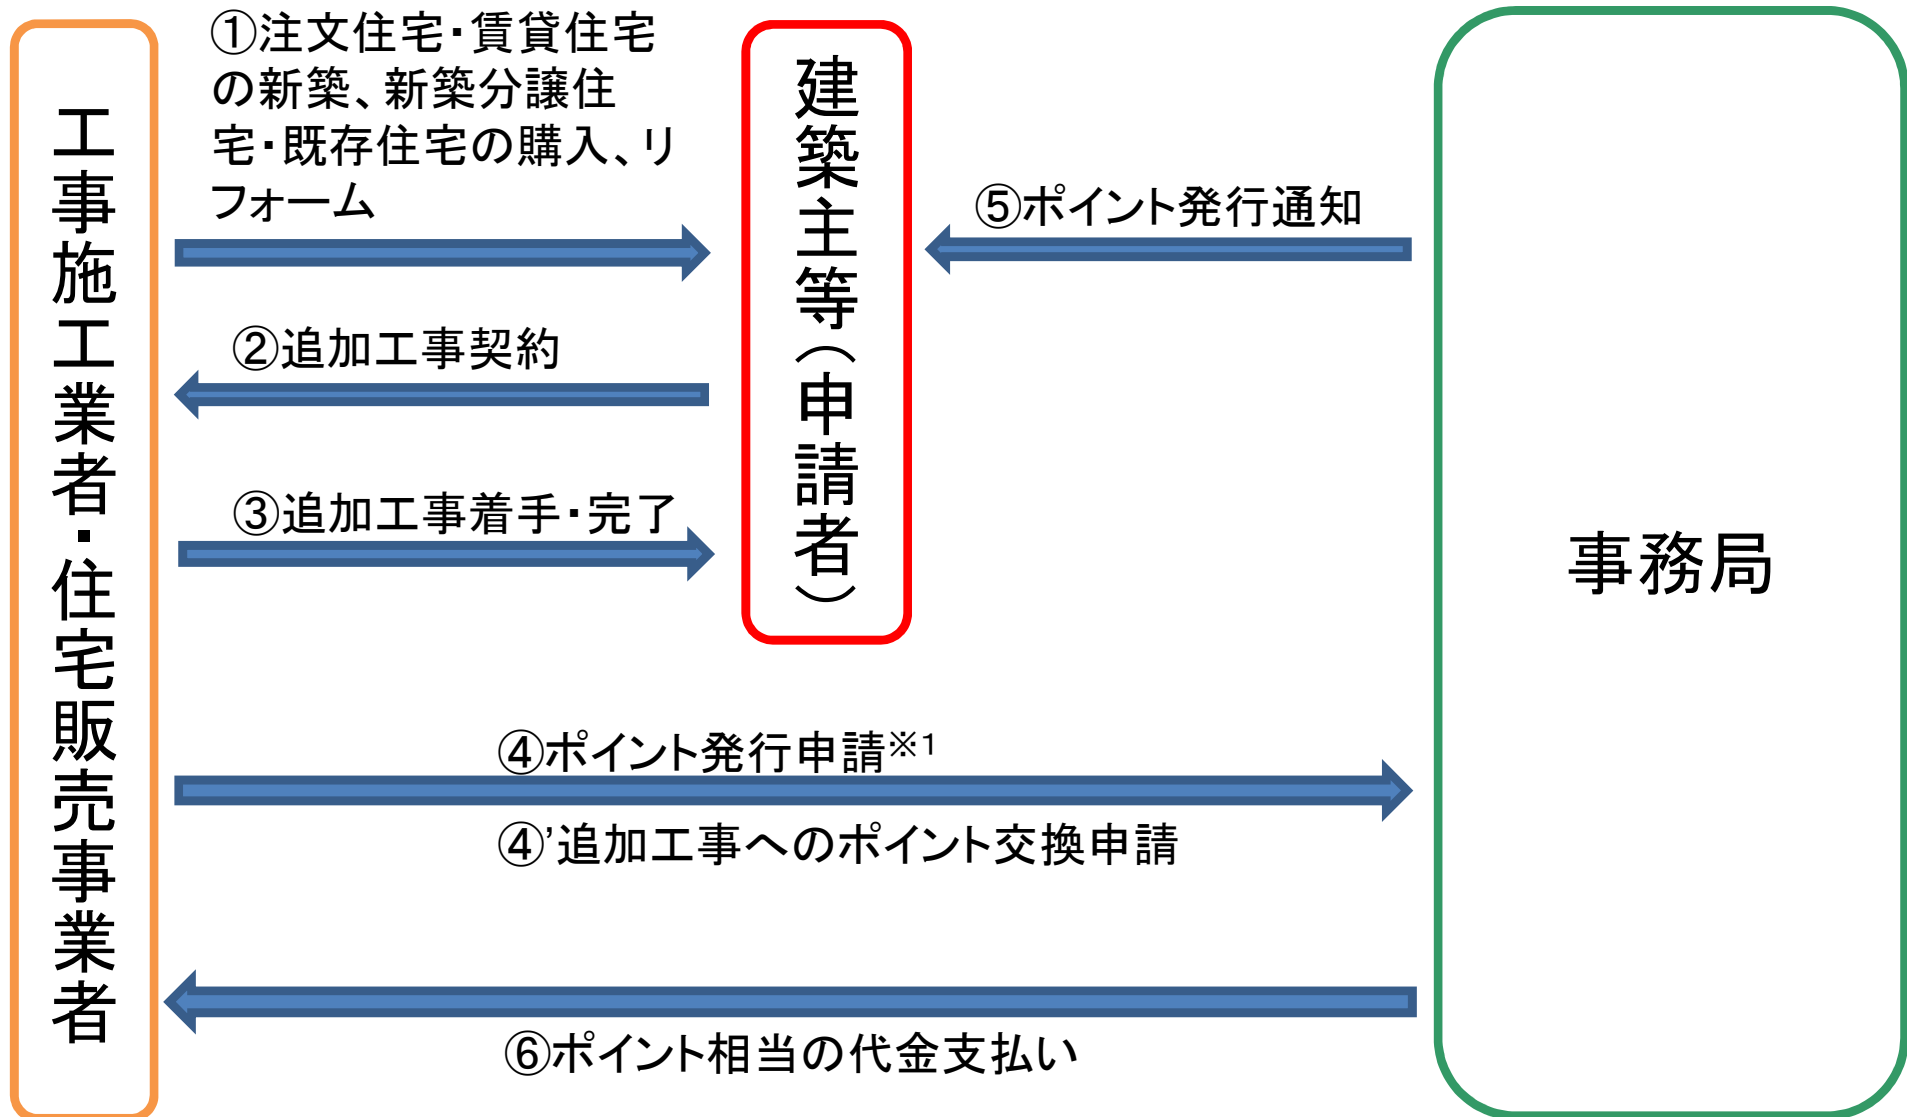 工事施工業者・住宅販売事業者
①注文住宅・賃貸住宅
の新築、新築分譲住
宅・既存住宅の購入、リ
フォーム
②追加工事契約
③追加工事着手・完了
建築主等（申請者）
⑤ポイント発行通知
事務局
④ポイント発行申請※1
④’追加工事へのポイント交換申請
⑥ポイント相当の代金支払い